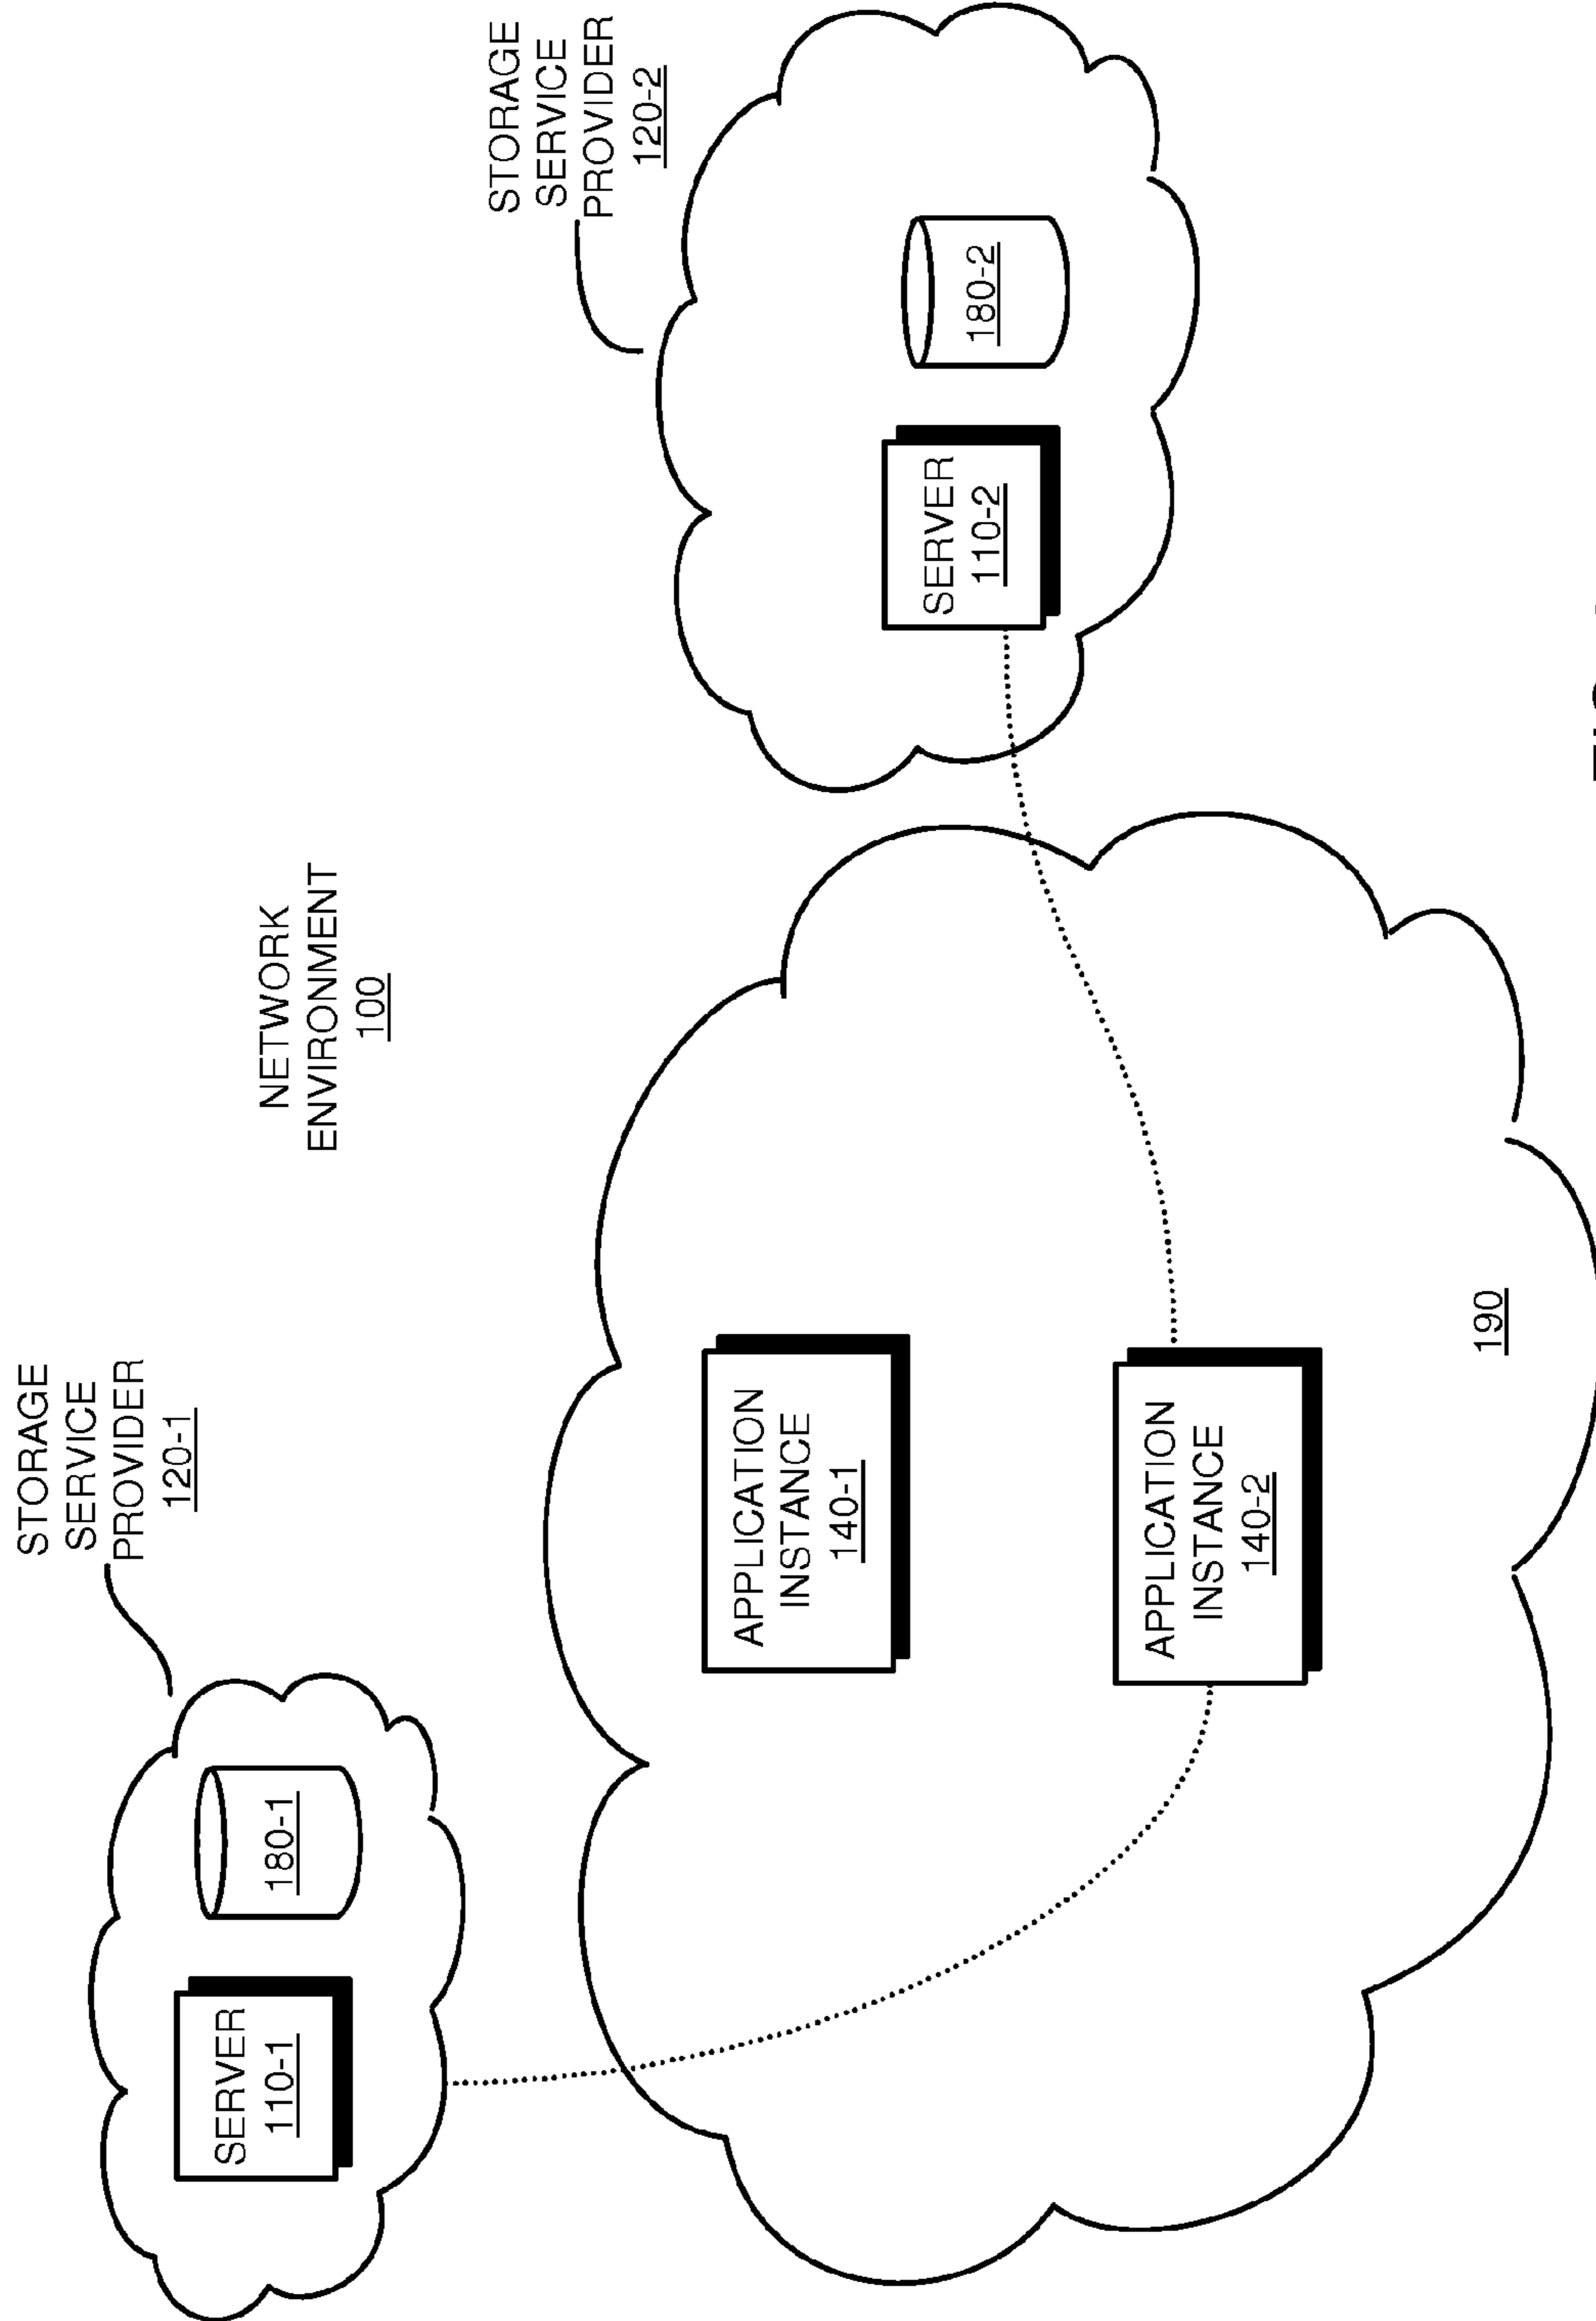 STORAGE
SERVICE
PROVIDER
120-1
SERVER
110-1
180-1
NETWORK
ENVIRONMENT
100
STORAGE
SERVICE
PROVIDER
120-2
APPLICATION
INSTANCE
140-1
SERVER
110-2
180-2
APPLICATION
INSTANCE
140-2
190